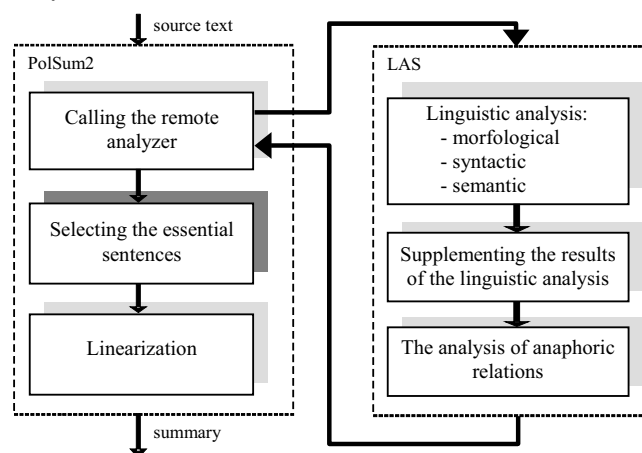 source text
PolSum2
Calling the remote
analyzer
Selecting the essential
sentences
Linearization
summary
LAS
Linguistic analysis:
- morfological
- syntactic
- semantic
Supplementing the results
of the linguistic analysis
The analysis of anaphoric
relations